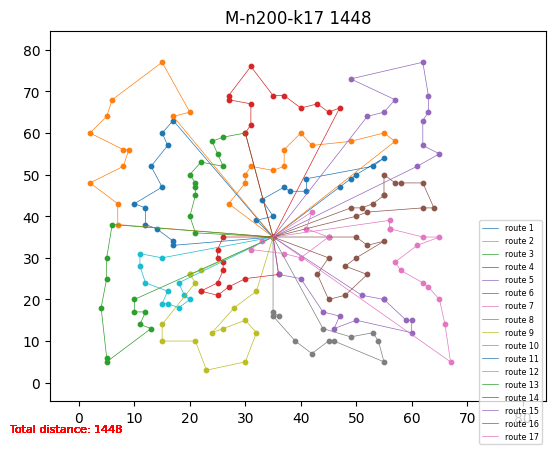 M-n200-k17 1448
80
70
60
50
40
30
20
10
0
route 1
route 2
route 3
route 4
route 5
route 6
route 7
route 8
route 9
route 10
route 11
route 12
route 13
route 14
route 15
route 16
route 17
0 10 20 30 40 50 60 70 80
Total distance: 1448